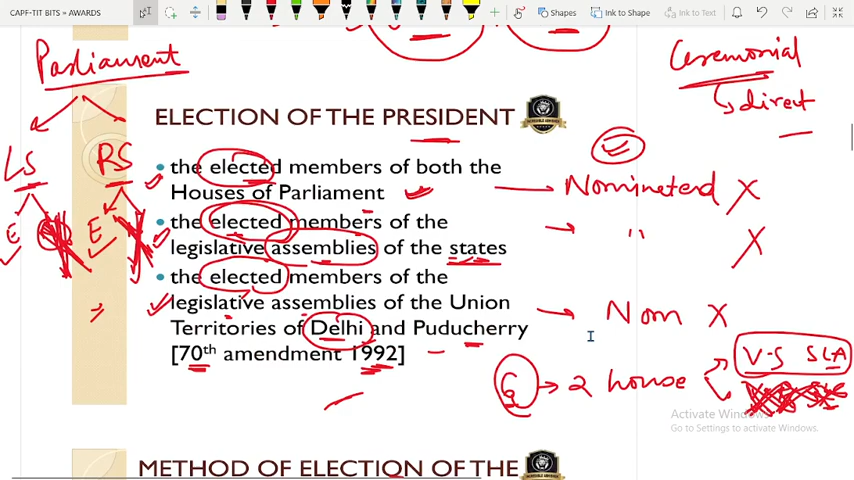 CAPF-TIT BITS » AWARDS
Shapes
Ink to Shape
Ink to Text
Parliament
Ceremonial
direct
ELECTION OF THE PRESIDENT
LS RS
E E
the elected members of both the
Houses of Parliament
Nomineterd X
the elected members of the
legislative assemblies of the states
" X
the elected members of the
legislative assemblies of the Union
Territories of Delhi and Puducherry
[70th amendment 1992]
Nom X
2 house
V-S SLA
Activate Windows
Go to Settings to activate Windows.
METHOD OF ELECTION OF THE